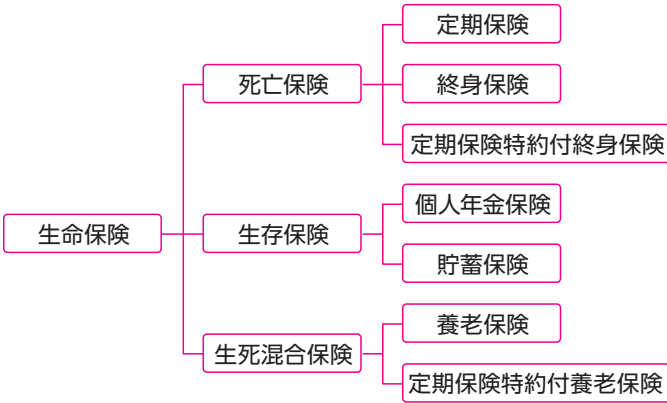 生命保険
死亡保険
定期保険
終身保険
定期保険特約付終身保険
生存保険
個人年金保険
貯蓄保険
生死混合保険
養老保険
定期保険特約付養老保険